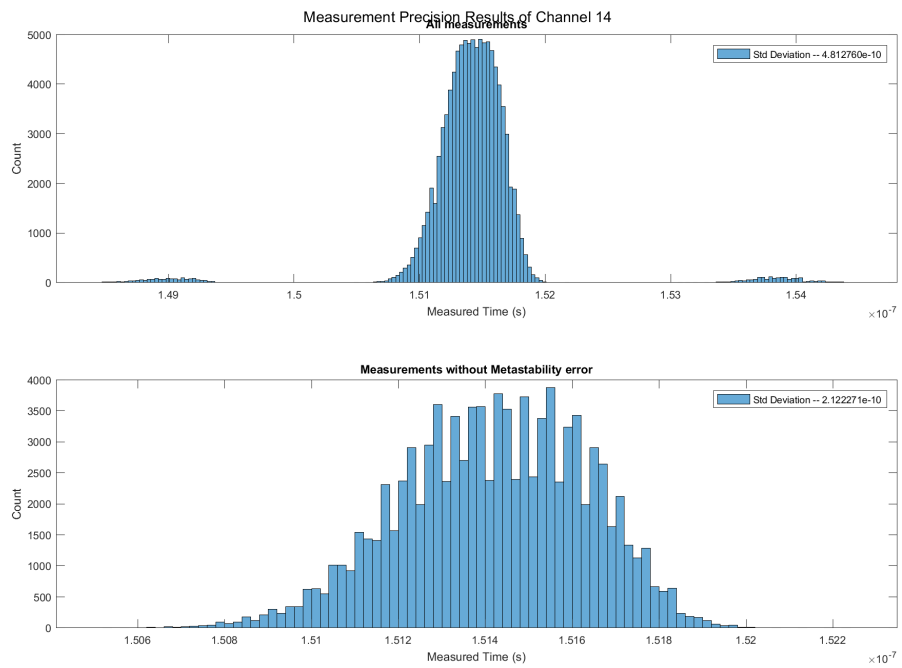 Measurement Precision Results of Channel 14
All measurements
Std Deviation -- 4.812760e-10
5000
4000
3000
2000
1000
0
Count
1.49 1.5 1.51 1.52 1.53 1.54
Measured Time (s)
×10-7
Measurements without Metastability error
Std Deviation -- 2.122271e-10
4000
3500
3000
2500
2000
1500
1000
500
0
Count
1.506 1.508 1.51 1.512 1.514 1.516 1.518 1.52 1.522
Measured Time (s)
×10-7